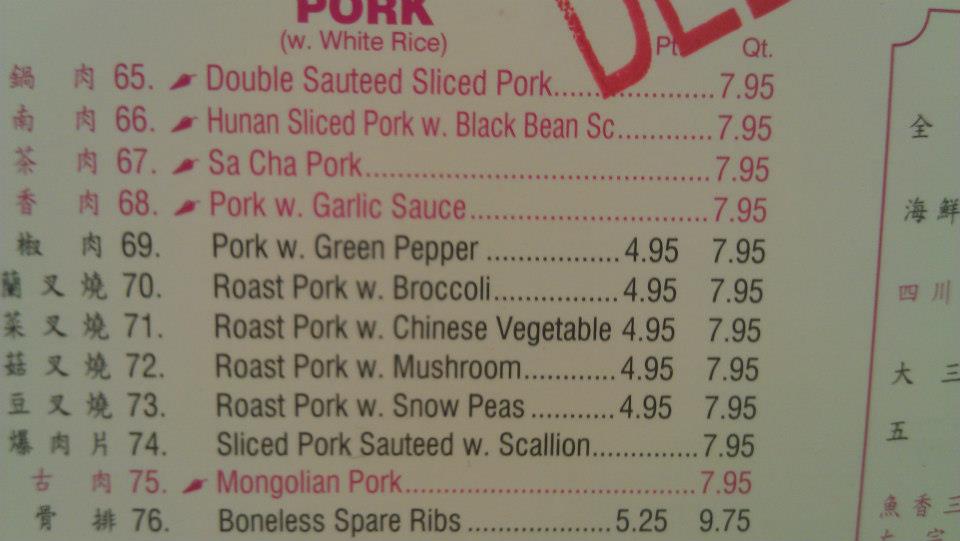 PORK
(w. White Rice)
Pt. Qt.
鍋 肉 65. Double Sauteed Sliced Pork.................... 7.95
南 肉 66. Hunan Sliced Pork w. Black Bean Sc............ 7.95
茶 肉 67. Sa Cha Pork.......................................... 7.95
香 肉 68. Pork w. Garlic Sauce............................. 7.95
椒 肉 69. Pork w. Green Pepper ................ 4.95 7.95
蘭 叉 燒 70. Roast Pork w. Broccoli............... 4.95 7.95
菜 叉 燒 71. Roast Pork w. Chinese Vegetable 4.95 7.95
菇 叉 燒 72. Roast Pork w. Mushroom............ 4.95 7.95
豆 叉 燒 73. Roast Pork w. Snow Peas ........... 4.95 7.95
爆 肉 片 74. Sliced Pork Sauteed w. Scallion............... 7.95
古 肉 75. Mongolian Pork.................................... 7.95
骨 排 76. Boneless Spare Ribs .................. 5.25 9.75
全
海 鮮
四 川
大 三
五
魚 香 三